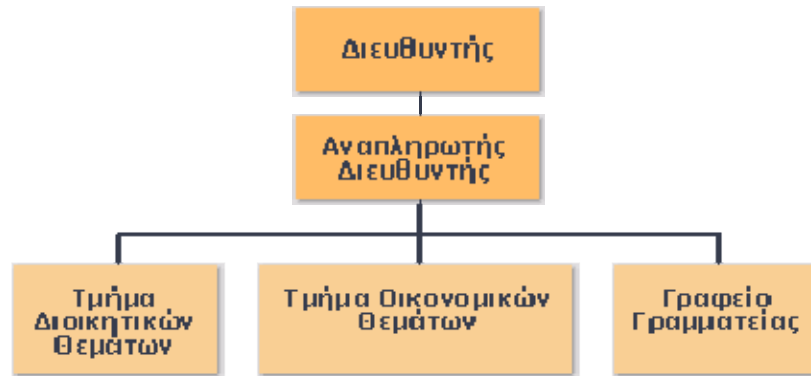 Διευθυντής
Αναπληρωτής
Διευθυντής
Τμήμα
Διοικητικών
Θεμάτων
Τμήμα Οικονομικών
Θεμάτων
Γραφείο
Γραμματείας